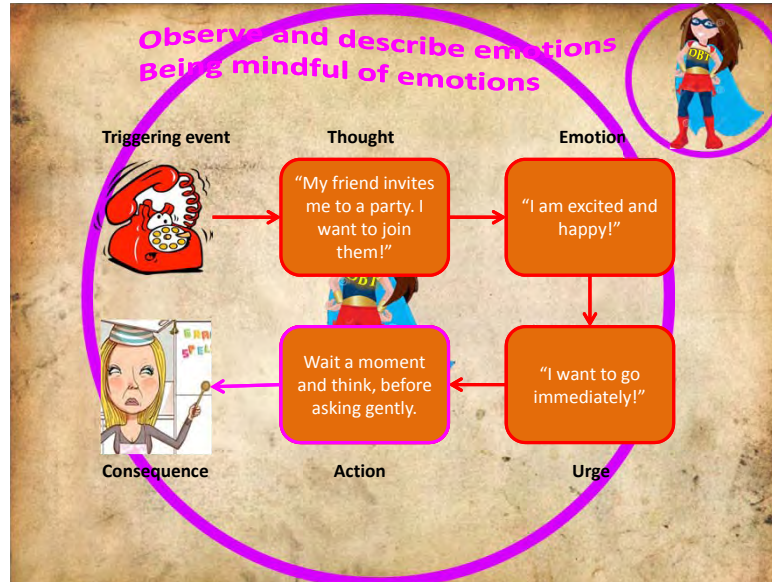 Observe and describe emotions
Being mindful of emotions
DBT
Triggering event
Thought
Emotion
“My friend invites
me to a party. I
want to join
them!”
“I am excited and
happy!”
DBT
Wait a moment
and think, before
asking gently.
“I want to go
immediately!”
Consequence
Action
Urge